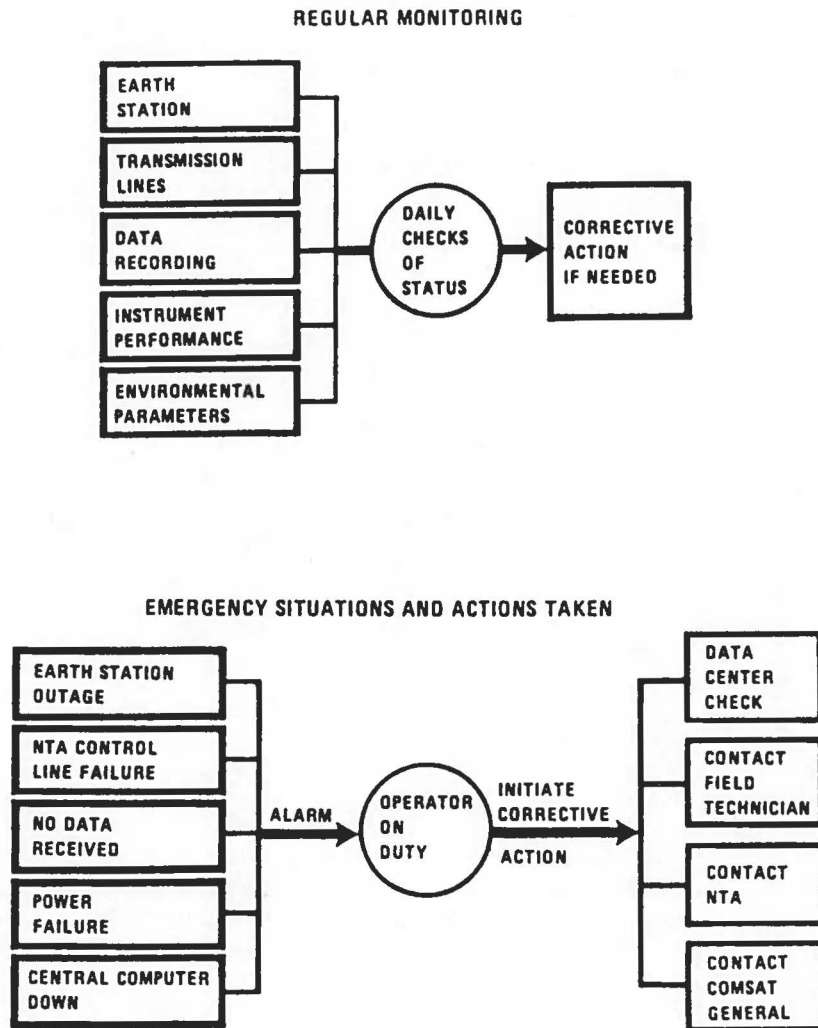 REGULAR MONITORING
EARTH
STATION
TRANSMISSION
LINES
DATA
RECORDING
INSTRUMENT
PERFORMANCE
ENVIRONMENTAL
PARAMETERS
DAILY
CHECKS
OF
STATUS
CORRECTIVE
ACTION
IF NEEDED
EMERGENCY SITUATIONS AND ACTIONS TAKEN
EARTH STATION
OUTAGE
NTA CONTROL
LINE FAILURE
NO DATA
RECEIVED
POWER
FAILURE
CENTRAL COMPUTER
DOWN
ALARM
OPERATOR
ON
DUTY
INITIATE
CORRECTIVE
ACTION
DATA
CENTER
CHECK
CONTACT
FIELD
TECHNICIAN
CONTACT
NTA
CONTACT
COMSAT
GENERAL